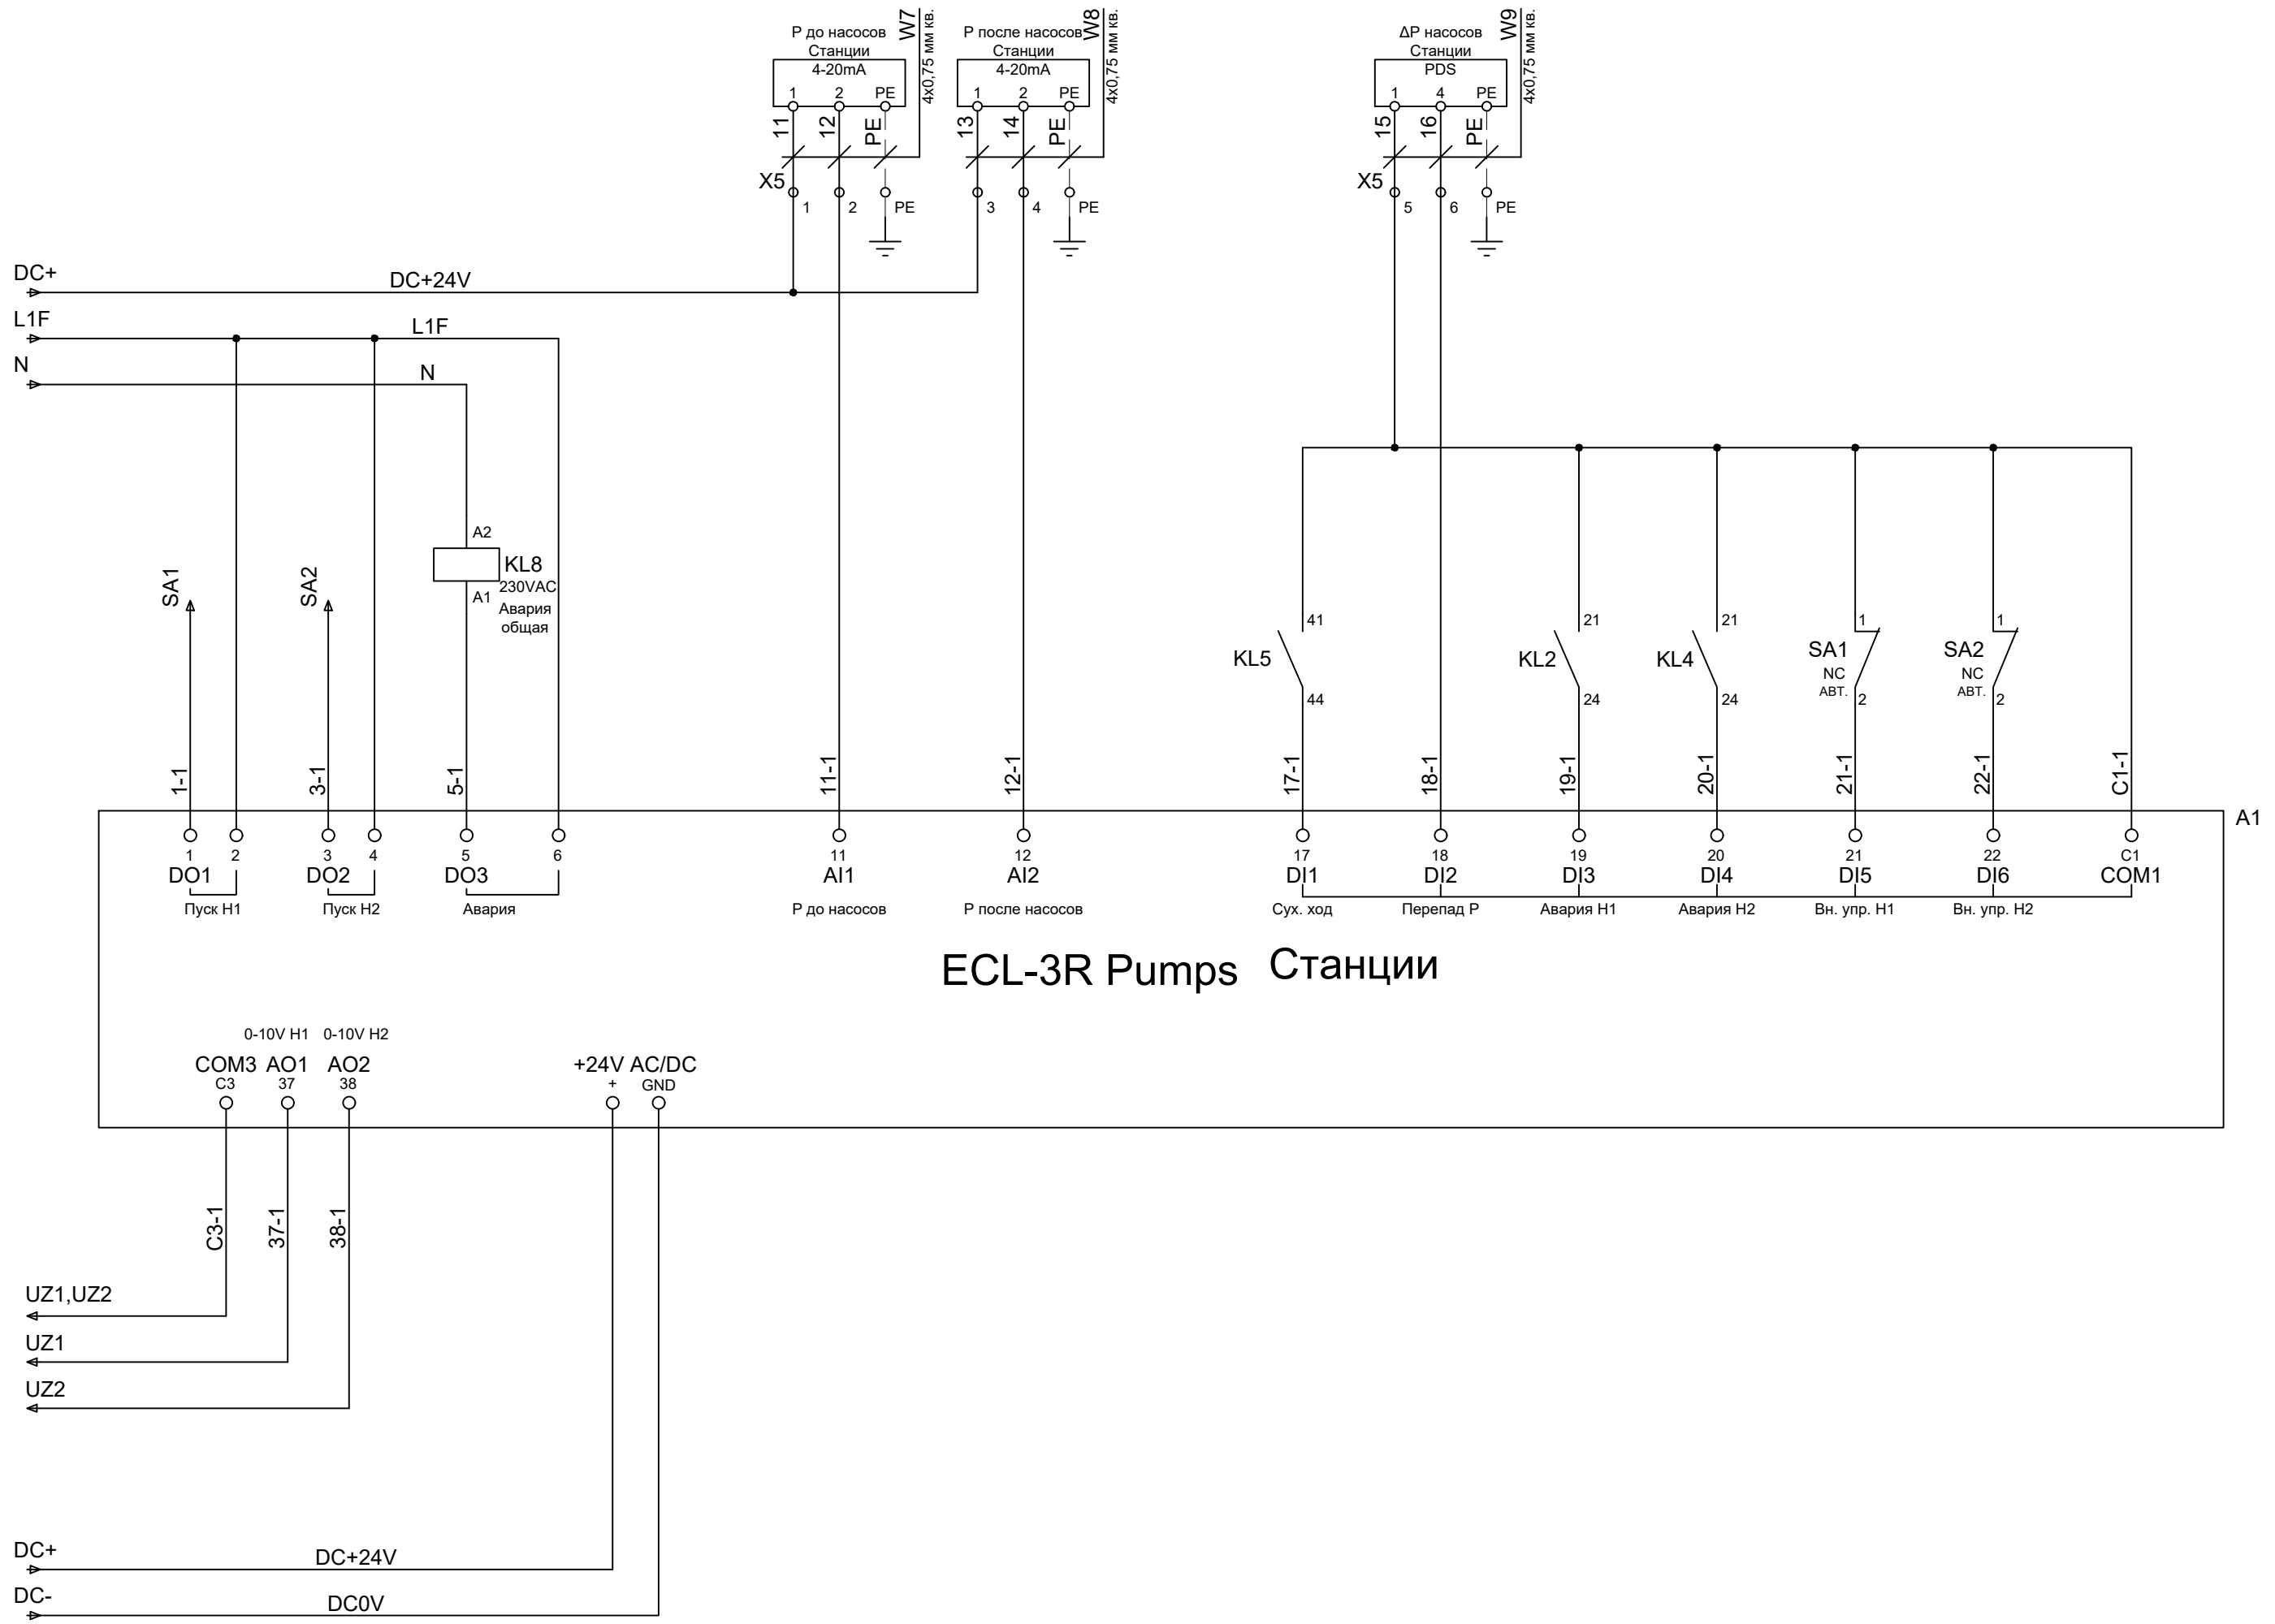 P до насосов
Станции
4-20mA
1 2 PE
W7
4x0,75 мм кв.
P после насосов
Станции
4-20mA
1 2 PE
W8
4x0,75 мм кв.
ΔP насосов
Станции
PDS
1 4 PE
W9
4x0,75 мм кв.
11 12 PE
13 14 PE
15 16 PE
X5
1 2 PE
3 4 PE
X5
5 6 PE
DC+
DC+24V
L1F
L1F
N
N
A2
KL8
230VAC
A1
Авария
общая
SA1
SA2
41
KL5
44
21
KL2
24
21
KL4
24
1
SA1
NC
АВТ.
2
1
SA2
NC
АВТ.
2
1-1
3-1
5-1
11-1
12-1
17-1
18-1
19-1
20-1
21-1
22-1
C1-1
A1
1 2 3 4 5 6 11 12 17 18 19 20 21 22 C1
DO1 DO2 DO3 AI1 AI2 DI1 DI2 DI3 DI4 DI5 DI6 COM1
Пуск Н1 Пуск Н2 Авария P до насосов P после насосов Сух. ход Перепад P Авария Н1 Авария Н2 Вн. упр. Н1 Вн. упр. Н2
ECL-3R Pumps Станции
0-10V H1 0-10V H2
COM3 AO1 AO2 +24V AC/DC
C3 37 38 + GND
C3-1
37-1
38-1
UZ1,UZ2
UZ1
UZ2
DC+
DC+24V
DC-
DC0V